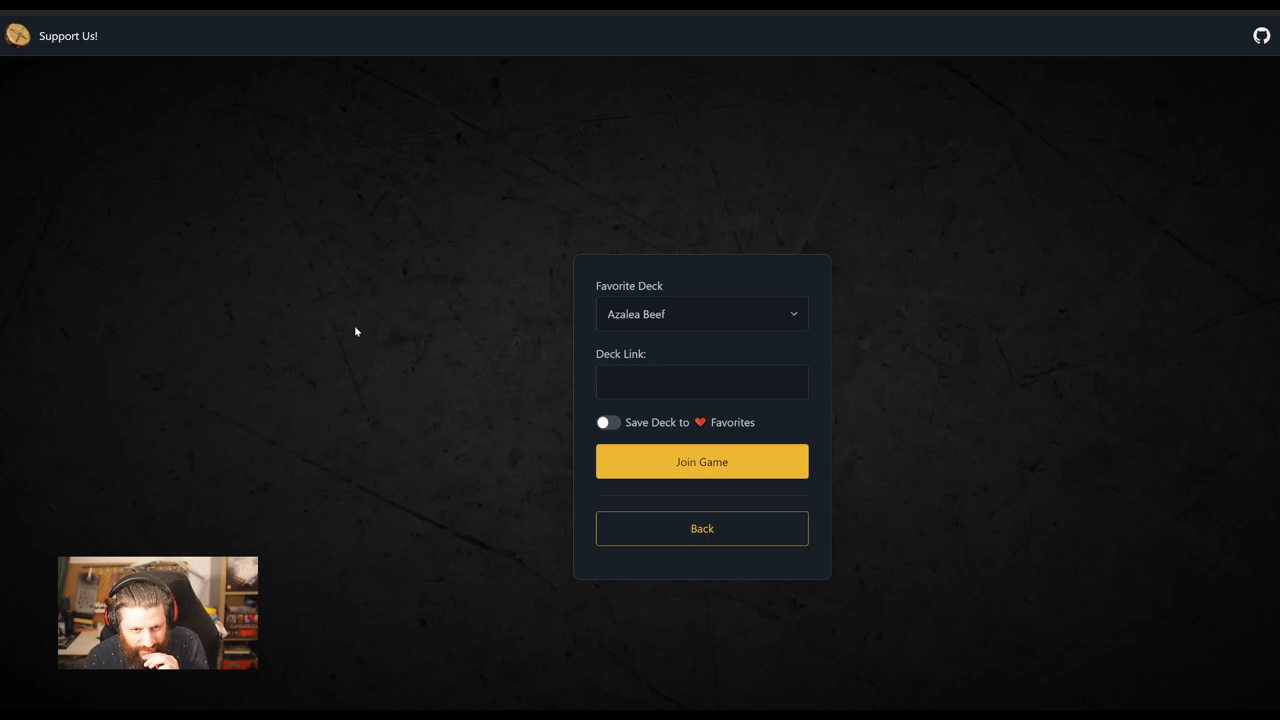 Support Us!
Favorite Deck
Azalea Beef
Deck Link:
Save Deck to ❤️ Favorites
Join Game
Back